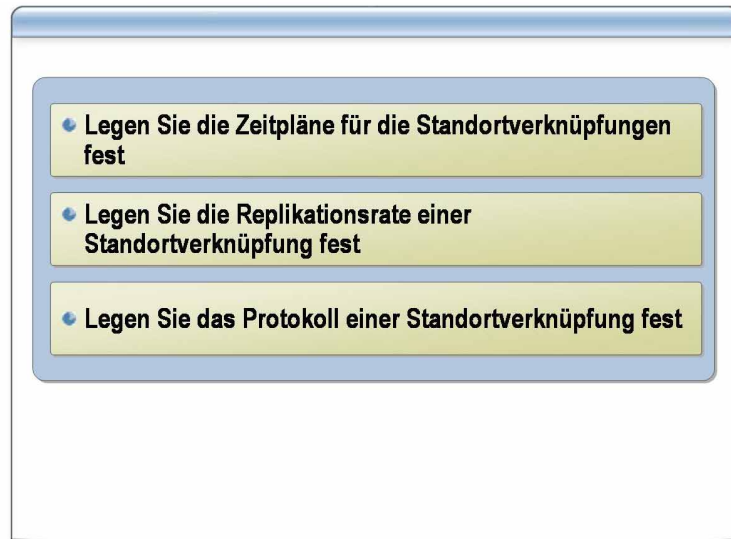 Legen Sie die Zeitpläne für die Standortverknüpfungen
fest
Legen Sie die Replikationsrate einer
Standortverknüpfung fest
Legen Sie das Protokoll einer Standortverknüpfung fest